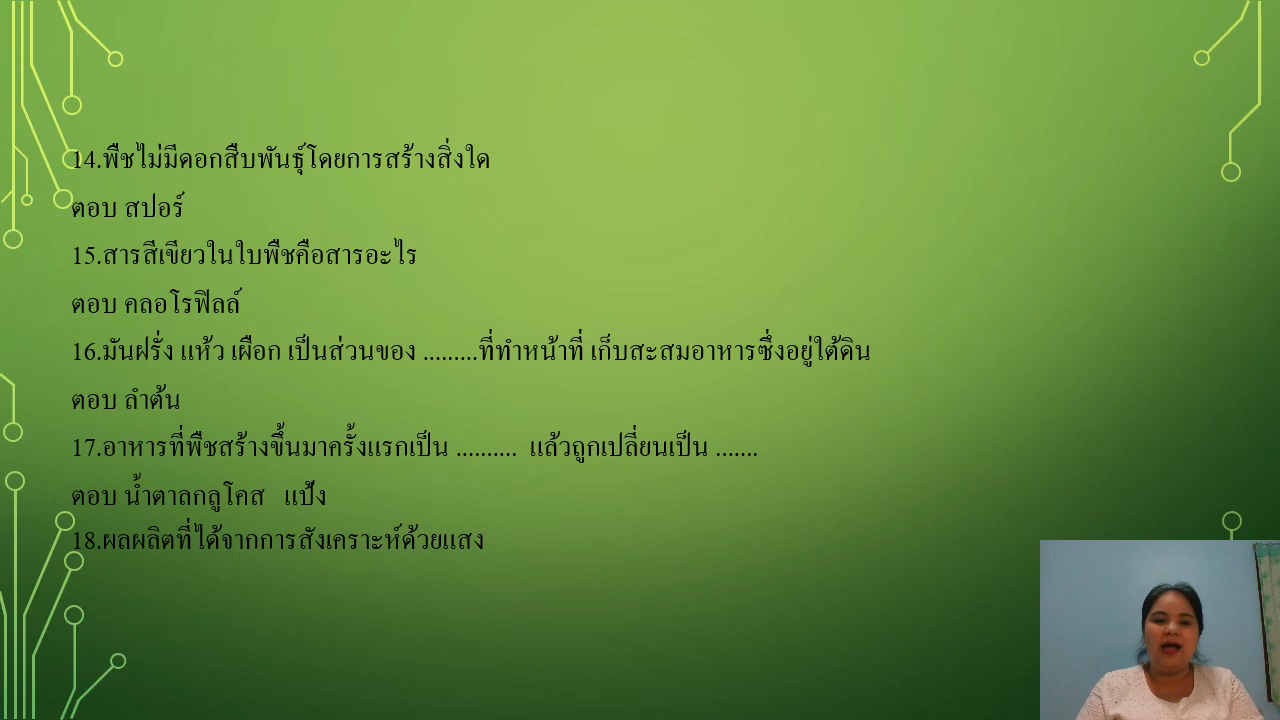 14.พืชไม่มีดอกสืบพันธุ์โดยการสร้างสิ่งใด
ตอบ สปอร์
15.สารสีเขียวในใบพืชคือสารอะไร
ตอบ คลอโรฟิลล์
16.มันฝรั่ง แห้ว เผือก เป็นส่วนของ .........ที่ทำหน้าที่ เก็บสะสมอาหารซึ่งอยู่ใต้ดิน
ตอบ ลำต้น
17.อาหารที่พืชสร้างขึ้นมาครั้งแรกเป็น .......... แล้วถูกเปลี่ยนเป็น .......
ตอบ น้ำตาลกลูโคส แป้ง
18.ผลผลิตที่ได้จากการสังเคราะห์ด้วยแสง